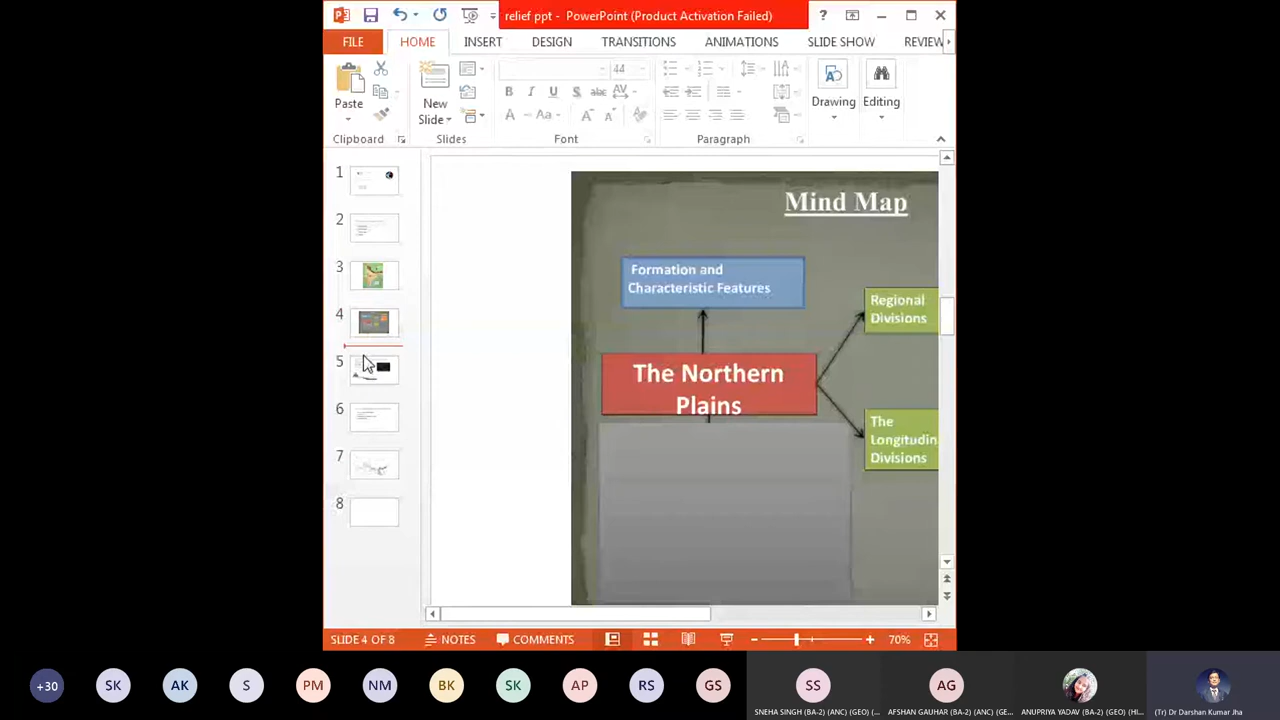 relief ppt - PowerPoint (Product Activation Failed)
?
FILE
HOME
INSERT
DESIGN
TRANSITIONS
ANIMATIONS
SLIDE SHOW
REVIEW
44
Paste
New
Slide
Drawing
Editing
Clipboard
Slides
Font
Paragraph
1
2
3
4
5
6
7
8
Mind Map
Formation and
Characteristic Features
Regional
Divisions
The Northern
Plains
The
Longitudin
Divisions
SLIDE 4 OF 8
NOTES
COMMENTS
70%
+30
SK
AK
S
PM
NM
BK
SK
AP
RS
GS
SS
AG
SNEHA SINGH (BA-2) (ANC) (GEO) (...
AFSHAN GAUHAR (BA-2) (ANC) (GE...
ANUPRIYA YADAV (BA-2) (GEO) (HI...
(Tr) Dr Darshan Kumar Jha